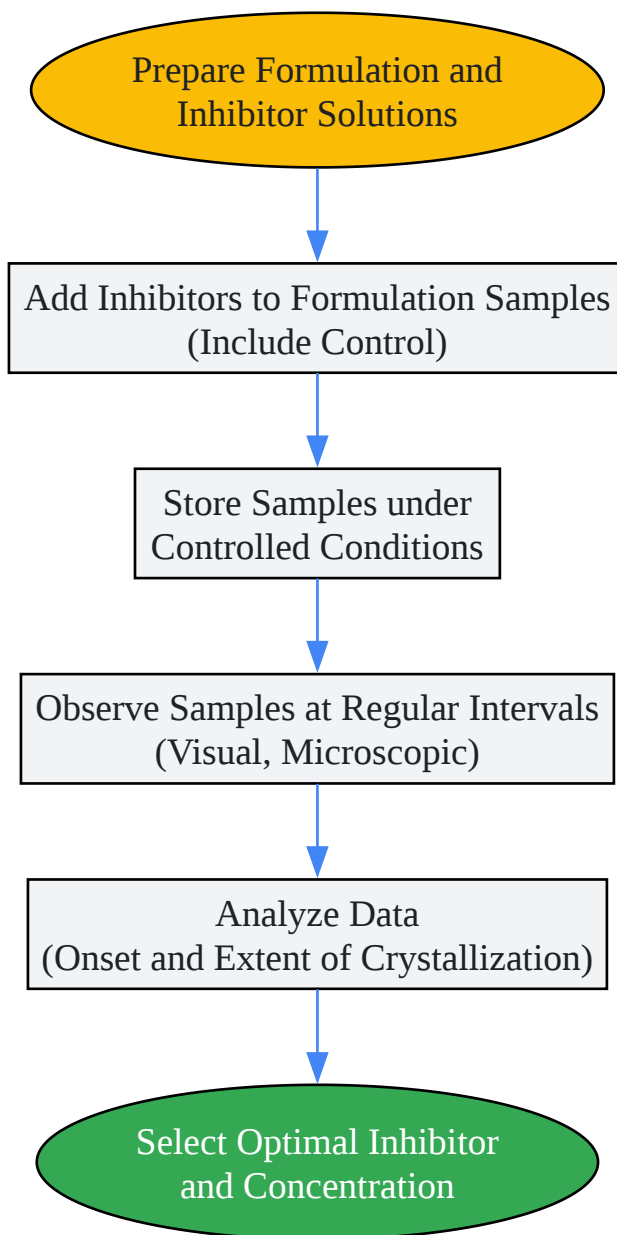 Prepare Formulation and
Inhibitor Solutions
Add Inhibitors to Formulation Samples
(Include Control)
Store Samples under
Controlled Conditions
Observe Samples at Regular Intervals
(Visual, Microscopic)
Analyze Data
(Onset and Extent of Crystallization)
Select Optimal Inhibitor
and Concentration